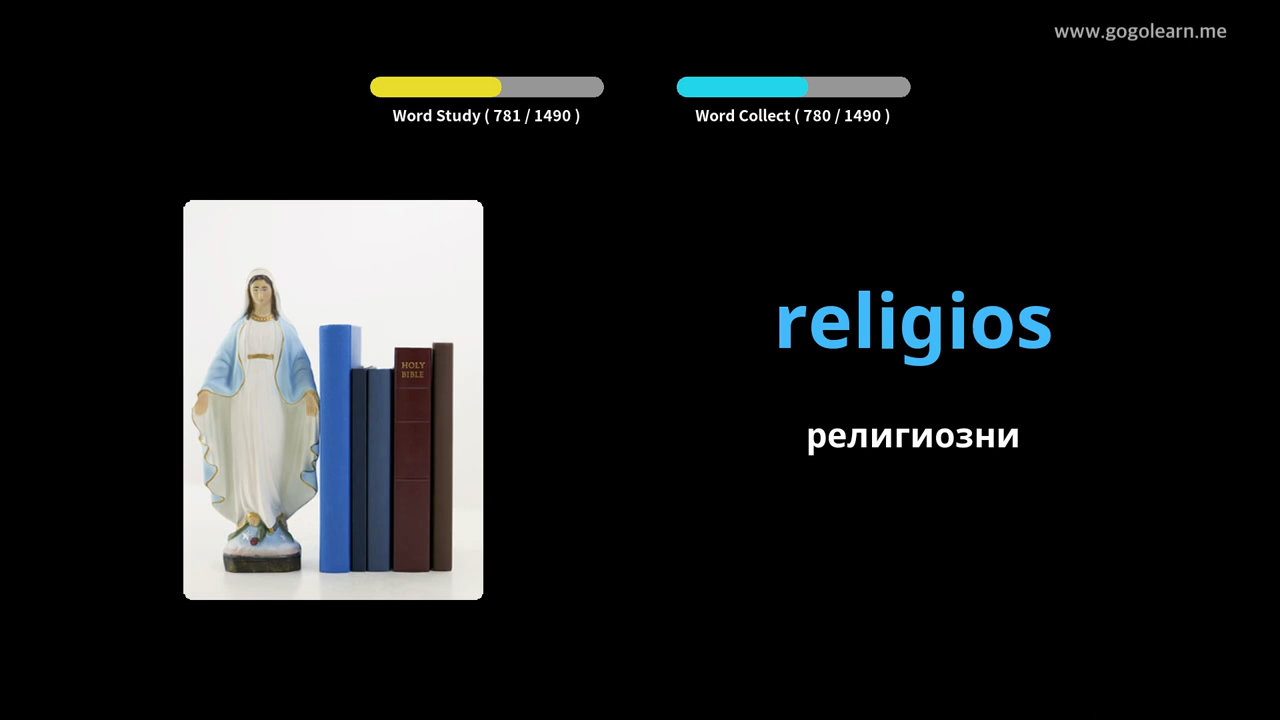 www.gogolearn.me
Word Study ( 781 / 1490 )
Word Collect ( 780 / 1490 )
HOLY
BIBLE
religios
религиозни